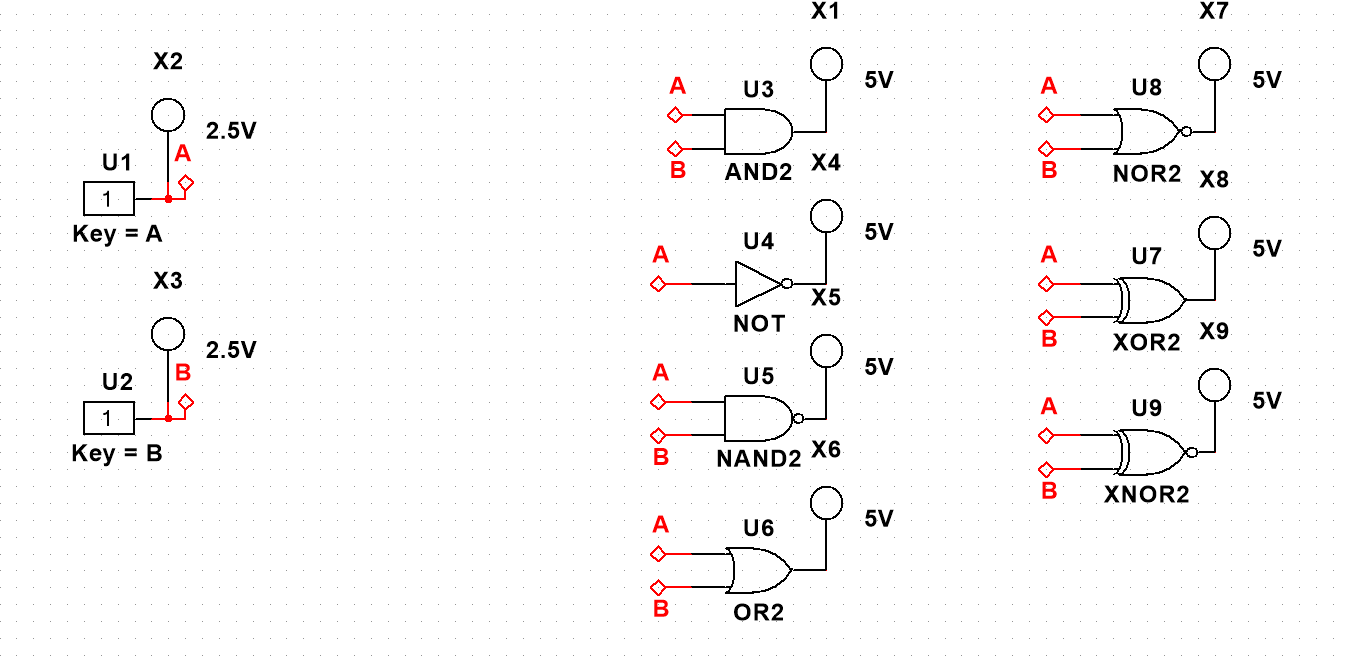 X2
2.5V
A
U1
1
Key = A
X3
2.5V
B
U2
1
Key = B
X1
5V
U3
A
B
AND2
X4
5V
U4
A
NOT
X5
5V
U5
A
B
NAND2
X6
5V
U6
A
B
OR2
X7
5V
U8
A
B
NOR2
X8
5V
U7
A
B
XOR2
X9
5V
U9
A
B
XNOR2